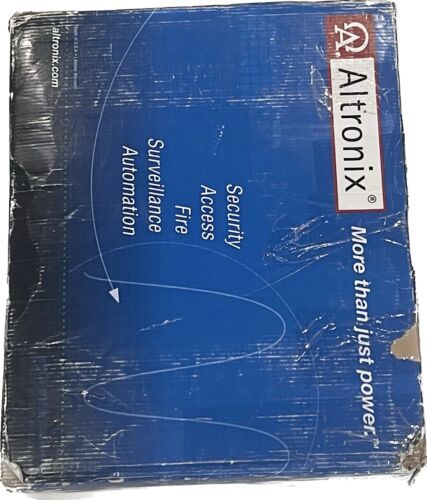 Altronix®
More than just power.™
Security
Access
Fire
Surveillance
Automation
altronix.com